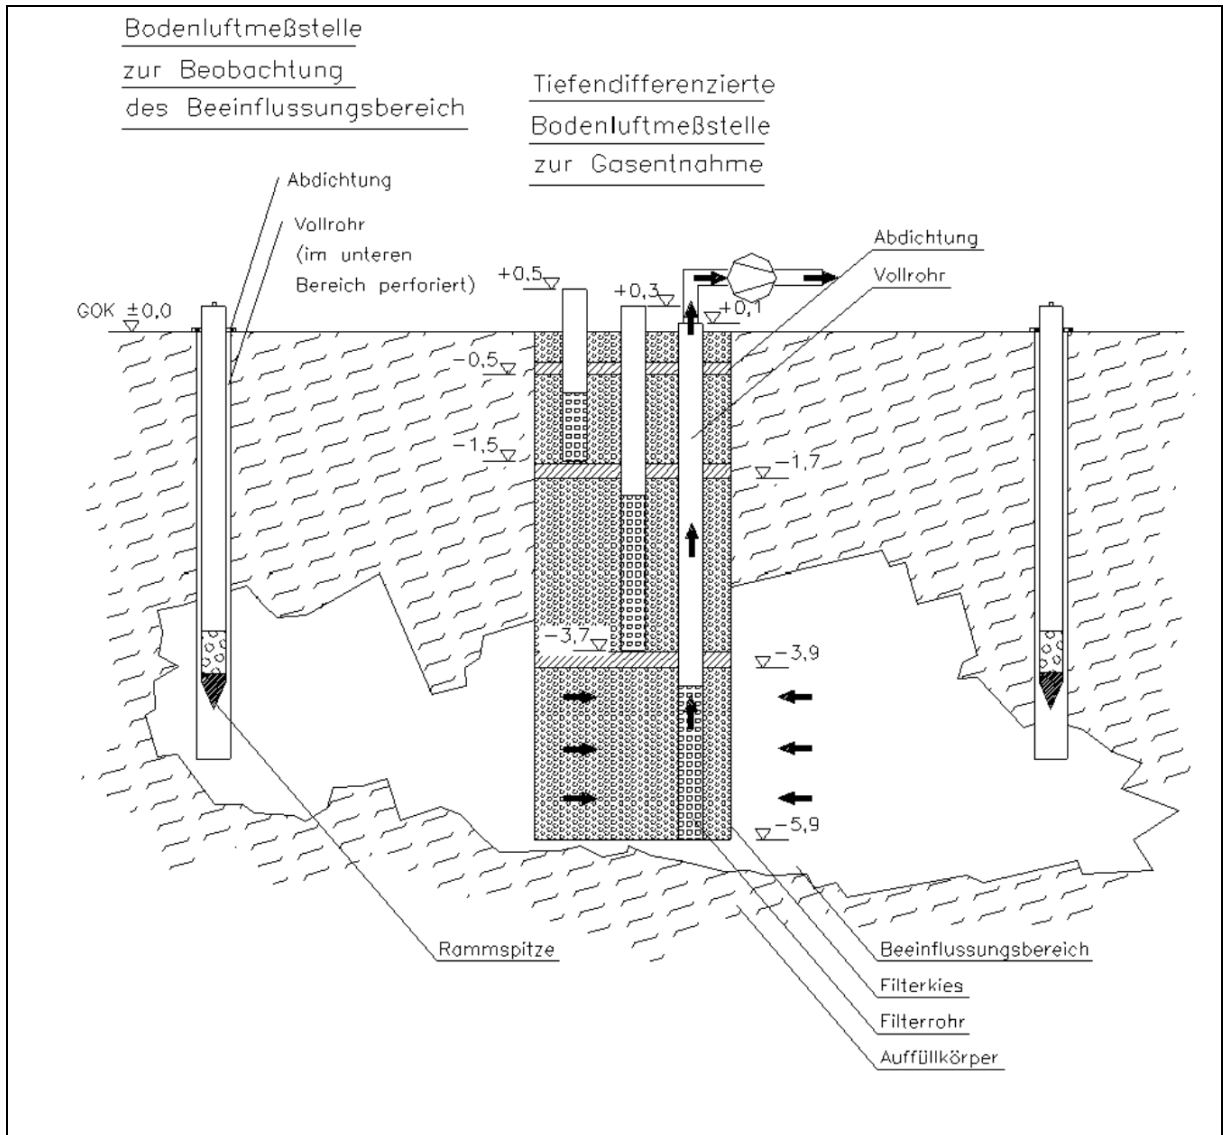 Bodenluftmeßstelle
zur Beobachtung
des Beeinflussungsbereich
Tiefendifferenzierte
Bodenluftmeßstelle
zur Gasentnahme
Abdichtung
Vollrohr
(im unteren
Bereich perforiert)
Abdichtung
Vollrohr
+0,5
+0,3
+0,1
GOK ±0,0
-0,5
-1,5
-1,7
-3,7
-3,9
-5,9
Rammspitze
Beeinflussungsbereich
Filterkies
Filterrohr
Auffüllkörper